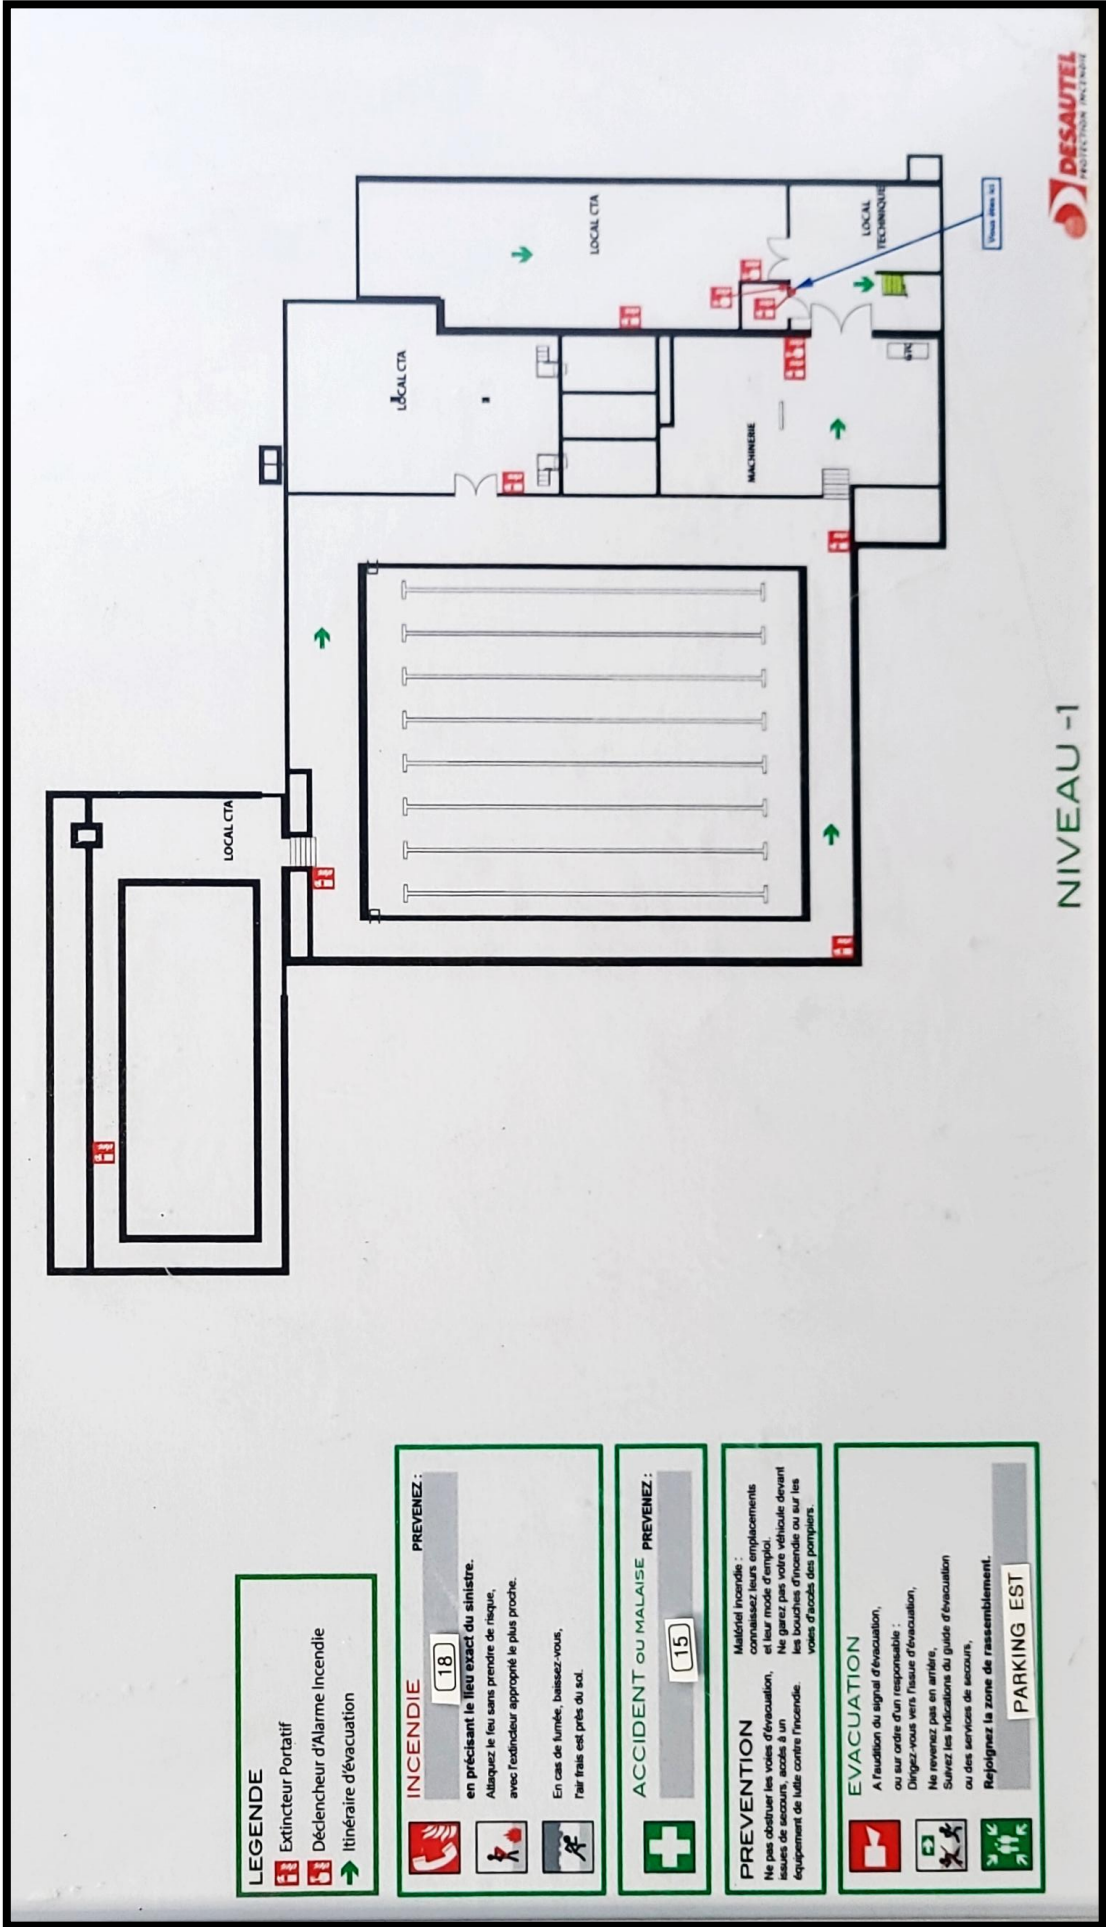 LEGENDE
Extincteur Portatif
Déclencheur d'Alarme Incendie
Itinéraire d'évacuation
INCENDIE
PREVENEZ :
18
en précisant le lieu exact du sinistre.
Attaquez le feu sans prendre de risque,
avec l'extincteur approprié le plus proche.
En cas de fumée, baissez-vous,
l'air frais est près du sol.
ACCIDENT OU MALAISE
PREVENEZ :
15
PREVENTION
Ne pas obstruer les voies d'évacuation,
issues de secours, accès à un
équipement de lutte contre l'incendie.
Matériel incendie :
connaissez leurs emplacements
et leur mode d'emploi.
Ne garez pas votre véhicule devant
les bouches d'incendie ou sur les
voies d'accès des pompiers.
EVACUATION
A l'audition du signal d'évacuation,
ou sur ordre d'un responsable :
Dirigez-vous vers l'issue d'évacuation,
Ne revenez pas en arrière,
Suivez les indications du guide d'évacuation
ou des services de secours,
Rejoignez la zone de rassemblement.
PARKING EST
LOCAL CTA
LOCAL CTA
LOCAL CTA
MACHINERIE
LOCAL
TECHNIQUE
GTC
Vous êtes ici
NIVEAU -1
DESAUTEL
PROTECTION INCENDIE